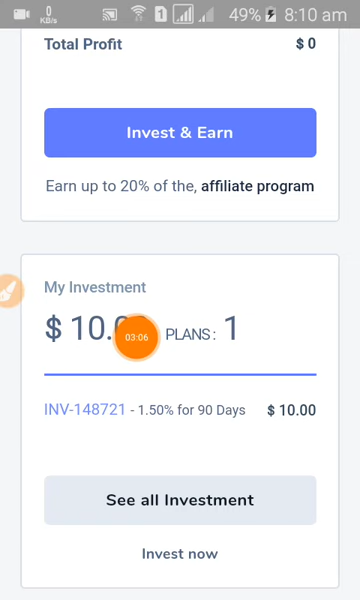 0
KB/s
1
49%
8:10 am
Total Profit
$ 0
Invest & Earn
Earn up to 20% of the, affiliate program
My Investment
$ 10.
03:06
PLANS : 1
INV-148721 - 1.50% for 90 Days
$ 10.00
See all Investment
Invest now